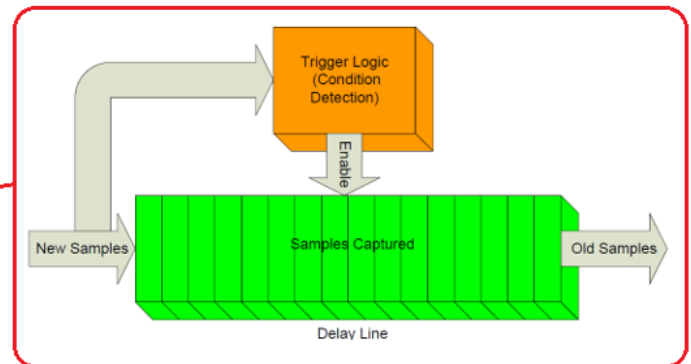 Trigger Logic
(Condition
Detection)
Enable
New Samples
Samples Captured
Old Samples
Delay Line